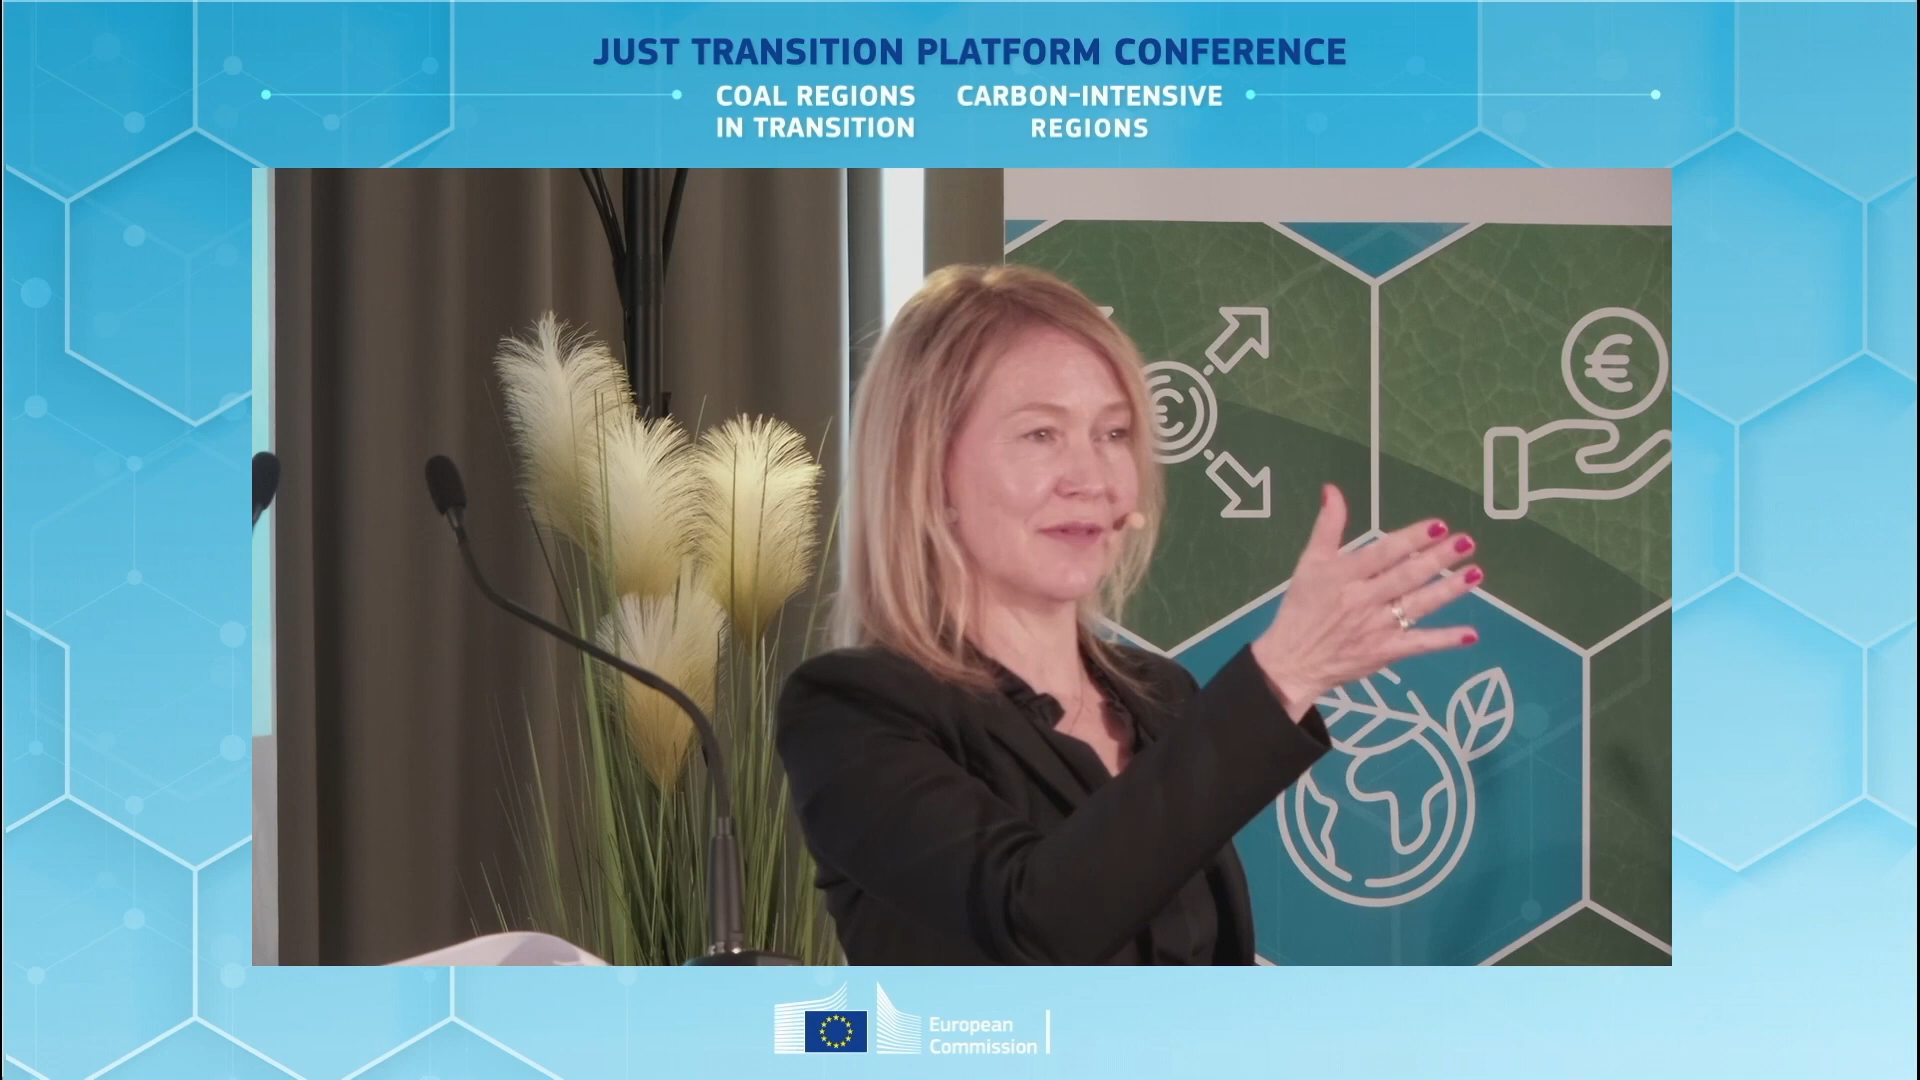 JUST TRANSITION PLATFORM CONFERENCE
COAL REGIONS
IN TRANSITION
CARBON-INTENSIVE
REGIONS
€
€
European
Commission